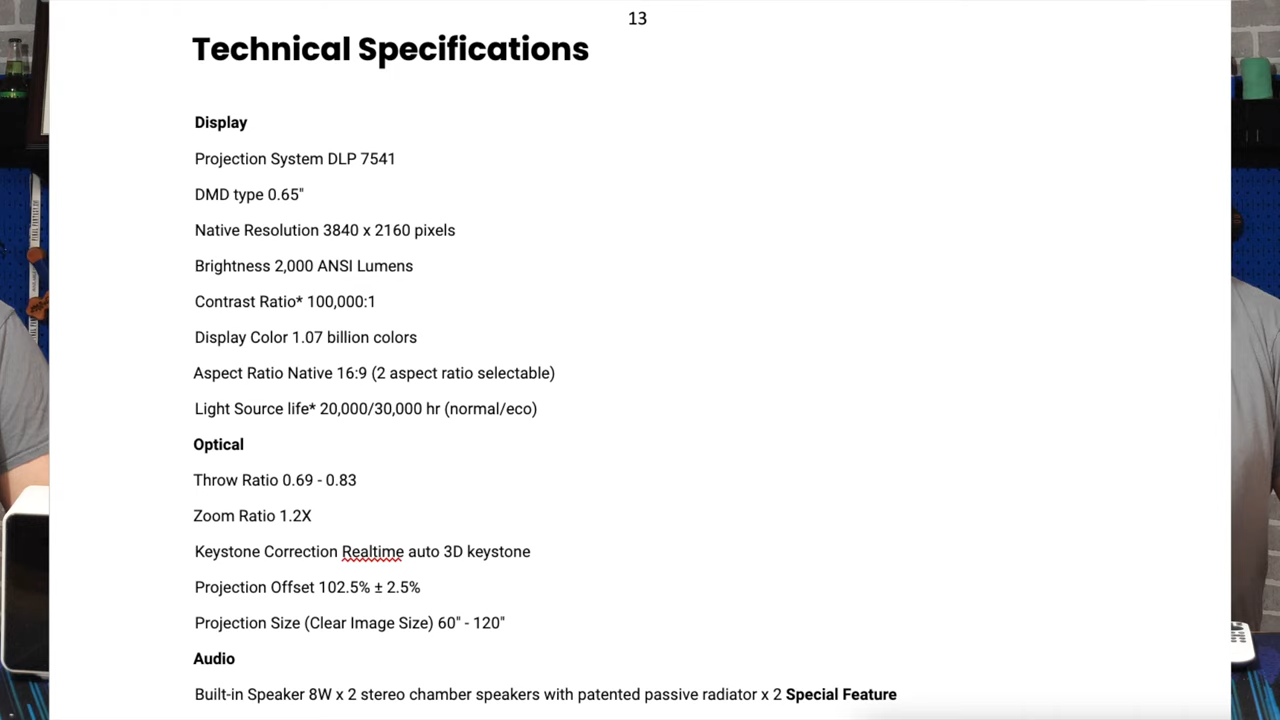 13
Technical Specifications
Display
Projection System DLP 7541
DMD type 0.65"
Native Resolution 3840 x 2160 pixels
Brightness 2,000 ANSI Lumens
Contrast Ratio* 100,000:1
Display Color 1.07 billion colors
Aspect Ratio Native 16:9 (2 aspect ratio selectable)
Light Source life* 20,000/30,000 hr (normal/eco)
Optical
Throw Ratio 0.69 - 0.83
Zoom Ratio 1.2X
Keystone Correction Realtime auto 3D keystone
Projection Offset 102.5% ± 2.5%
Projection Size (Clear Image Size) 60" - 120"
Audio
Built-in Speaker 8W x 2 stereo chamber speakers with patented passive radiator x 2 Special Feature